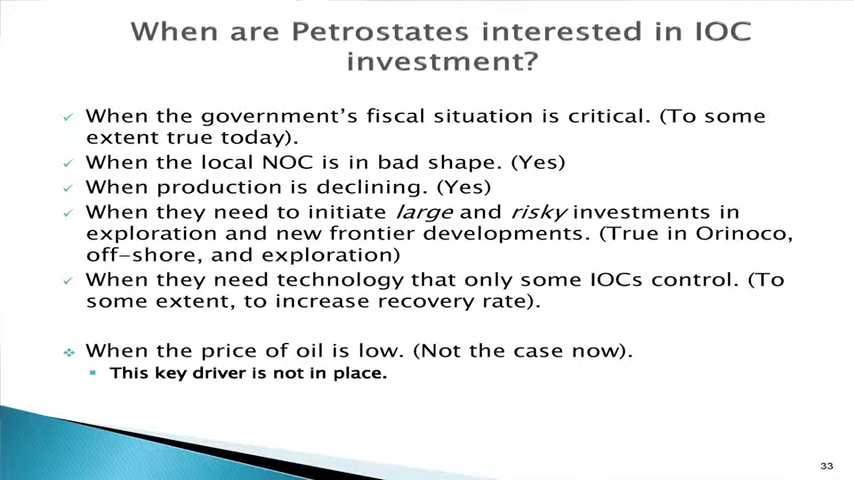 When are Petrostates interested in IOC
investment?
When the government's fiscal situation is critical. (To some
extent true today).
When the local NOC is in bad shape. (Yes)
When production is declining. (Yes)
When they need to initiate large and risky investments in
exploration and new frontier developments. (True in Orinoco,
off-shore, and exploration)
When they need technology that only some IOCs control. (To
some extent, to increase recovery rate).
When the price of oil is low. (Not the case now).
This key driver is not in place.
33